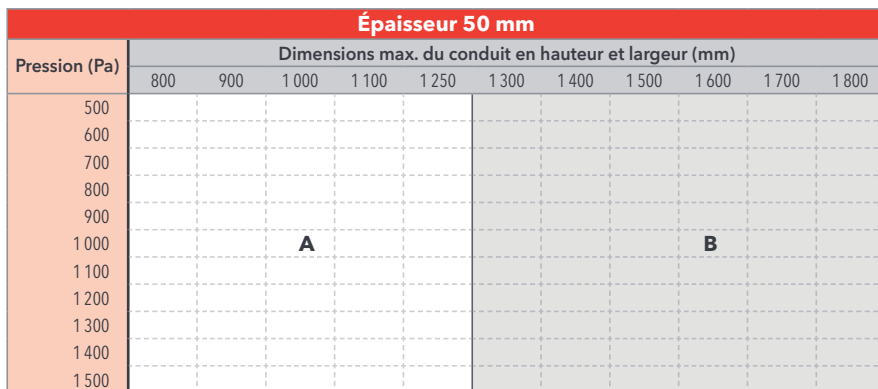 Épaisseur 50 mm
Pression (Pa)
Dimensions max. du conduit en hauteur et largeur (mm)
800 900 1 000 1 100 1 250 1 300 1 400 1 500 1 600 1 700 1 800
500
600
700
800
900
1 000 A B
1 100
1 200
1 300
1 400
1 500